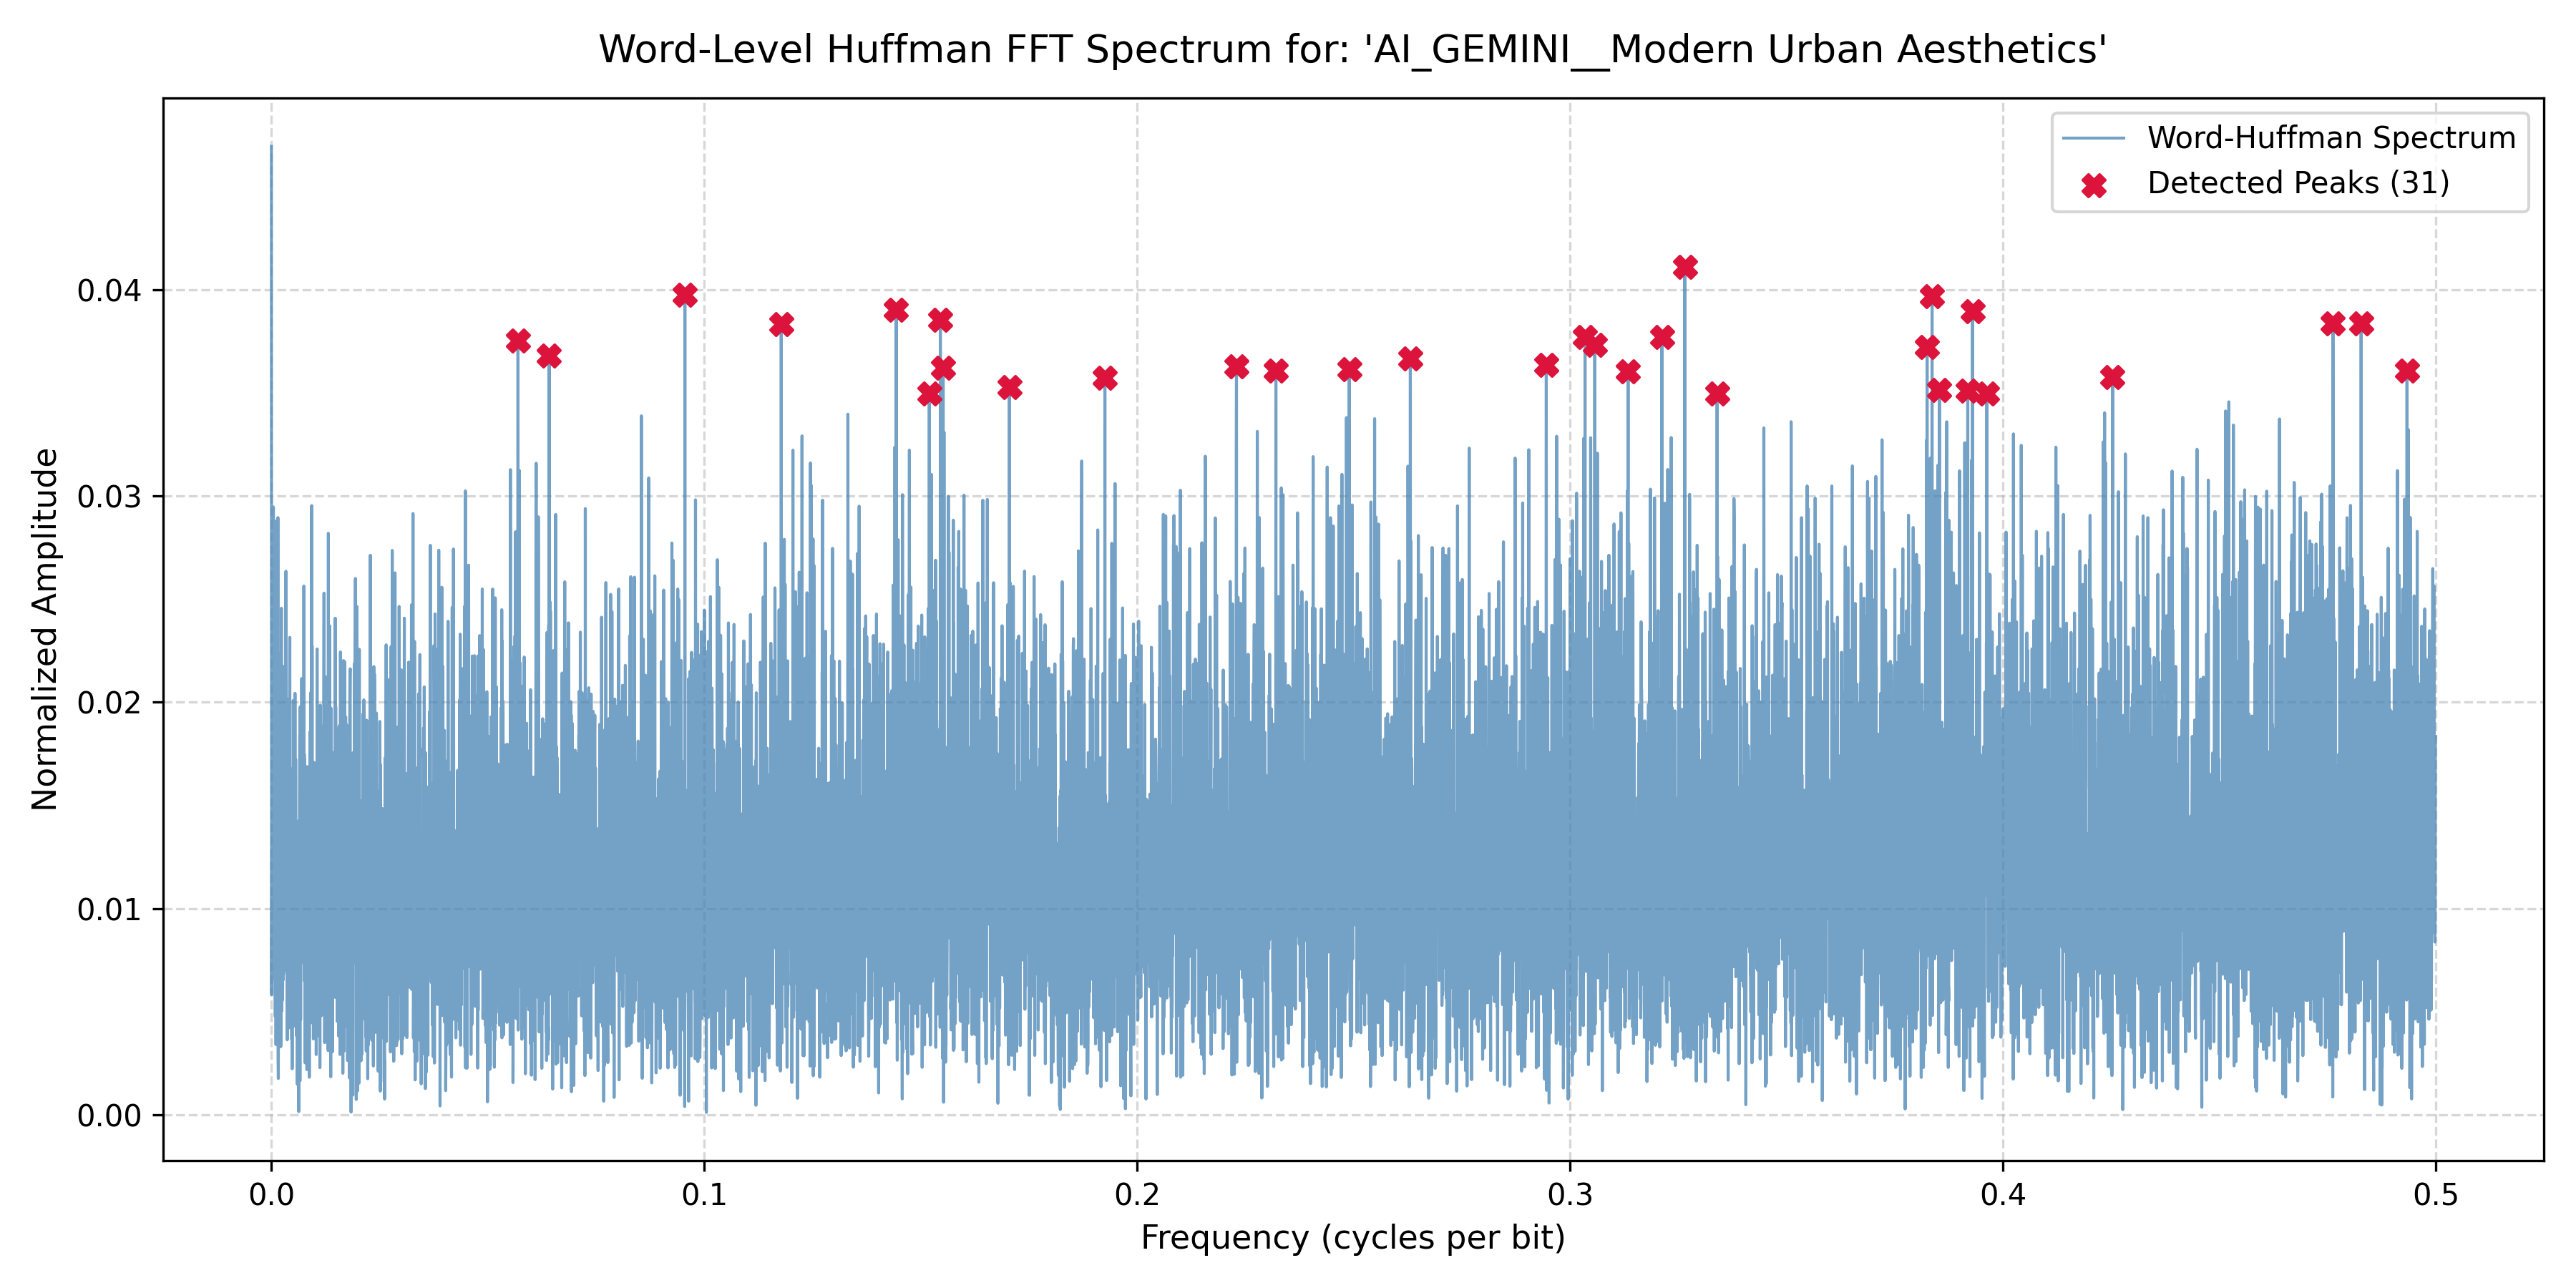 Word-Level Huffman FFT Spectrum for: 'AI_GEMINI__Modern Urban Aesthetics'
Word-Huffman Spectrum
Detected Peaks (31)
Normalized Amplitude
0.04
0.03
0.02
0.01
0.00
0.0 0.1 0.2 0.3 0.4 0.5
Frequency (cycles per bit)